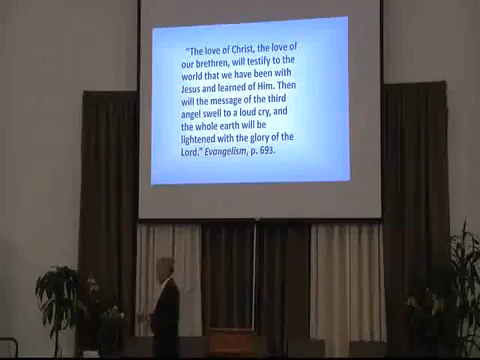 "The love of Christ, the love of
our brethren, will testify to the
world that we have been with
Jesus and learned of Him. Then
will the message of the third
angel swell to a loud cry, and
the whole earth will be
lightened with the glory of the
Lord." Evangelism, p. 693.